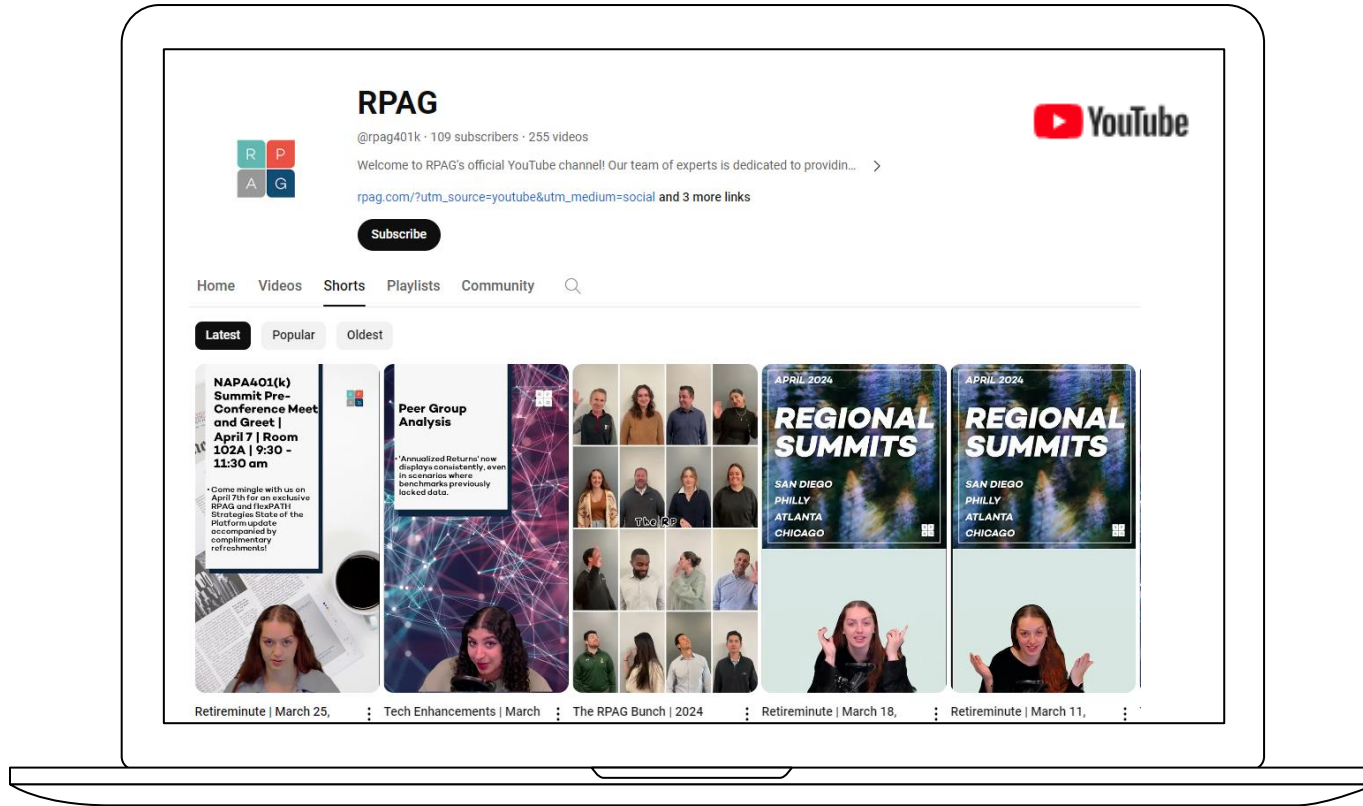 RPAG
@rpag401k · 109 subscribers · 255 videos
Welcome to RPAG's official YouTube channel! Our team of experts is dedicated to providin...
rpag.com/?utm_source=youtube&utm_medium=social and 3 more links
Subscribe
R P
A G
YouTube
Home Videos Shorts Playlists Community
Latest Popular Oldest
NAPA401(k)
Summit Pre-
Conference Meet
and Greet |
April 7 | Room
102A | 9:30 -
11:30 am
• Come mingle with us on
April 7th for an exclusive
RPAG and flexPATH
Strategies State of the
Platform update
accompanied by
complimentary
refreshments!
Peer Group
Analysis
• 'Annualized Returns' now
displays consistently, even
in scenarios where
benchmarks previously
lacked data.
The RP
APRIL 2024
REGIONAL
SUMMITS
SAN DIEGO
PHILLY
ATLANTA
CHICAGO
APRIL 2024
REGIONAL
SUMMITS
SAN DIEGO
PHILLY
ATLANTA
CHICAGO
Retireminute | March 25,
Tech Enhancements | March
The RPAG Bunch | 2024
Retireminute | March 18,
Retireminute | March 11,